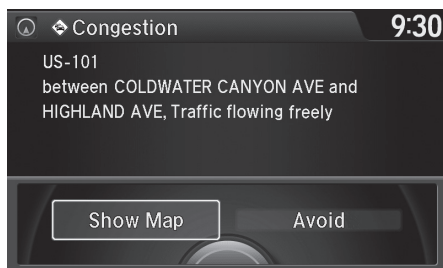 Congestion
9:30
US-101
between COLDWATER CANYON AVE and
HIGHLAND AVE, Traffic flowing freely
Show Map
Avoid